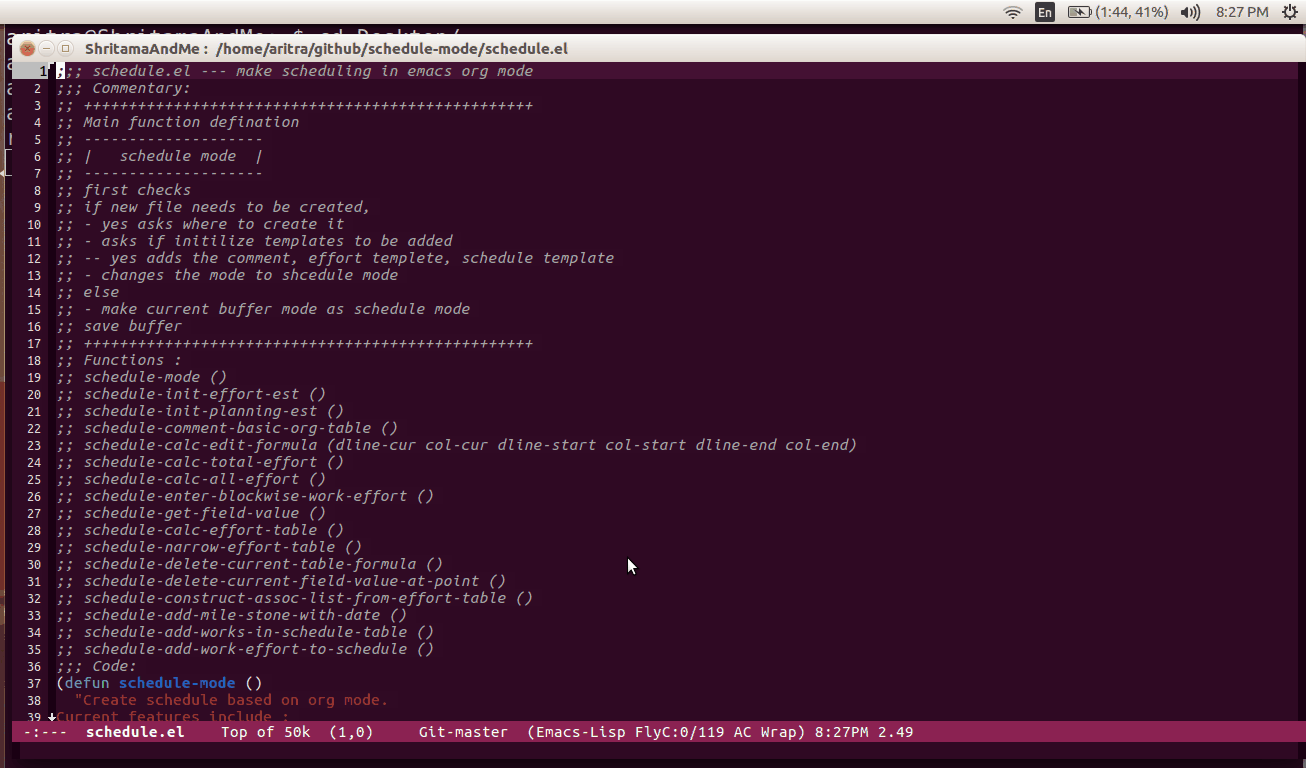 En (1:44, 41%) 8:27 PM
ShritamaAndMe : /home/aritra/github/schedule-mode/schedule.el
1 ;;; schedule.el --- make scheduling in emacs org mode
2 ;;; Commentary:
3 ;; ++++++++++++++++++++++++++++++++++++++++++++++++++
4 ;; Main function defination
5 ;; --------------------
6 ;; |   schedule mode  |
7 ;; --------------------
8 ;; first checks
9 ;; if new file needs to be created,
10 ;; - yes asks where to create it
11 ;; - asks if initilize templates to be added
12 ;; -- yes adds the comment, effort templete, schedule template
13 ;; - changes the mode to shcedule mode
14 ;; else
15 ;; - make current buffer mode as schedule mode
16 ;; save buffer
17 ;; ++++++++++++++++++++++++++++++++++++++++++++++++++
18 ;; Functions :
19 ;; schedule-mode ()
20 ;; schedule-init-effort-est ()
21 ;; schedule-init-planning-est ()
22 ;; schedule-comment-basic-org-table ()
23 ;; schedule-calc-edit-formula (dline-cur col-cur dline-start col-start dline-end col-end)
24 ;; schedule-calc-total-effort ()
25 ;; schedule-calc-all-effort ()
26 ;; schedule-enter-blockwise-work-effort ()
27 ;; schedule-get-field-value ()
28 ;; schedule-calc-effort-table ()
29 ;; schedule-narrow-effort-table ()
30 ;; schedule-delete-current-table-formula ()
31 ;; schedule-delete-current-field-value-at-point ()
32 ;; schedule-construct-assoc-list-from-effort-table ()
33 ;; schedule-add-mile-stone-with-date ()
34 ;; schedule-add-works-in-schedule-table ()
35 ;; schedule-add-work-effort-to-schedule ()
36 ;;; Code:
37 (defun schedule-mode ()
38   "Create schedule based on org mode.
39 Current features include :
-:---  schedule.el    Top of 50k  (1,0)     Git-master  (Emacs-Lisp FlyC:0/119 AC Wrap) 8:27PM 2.49